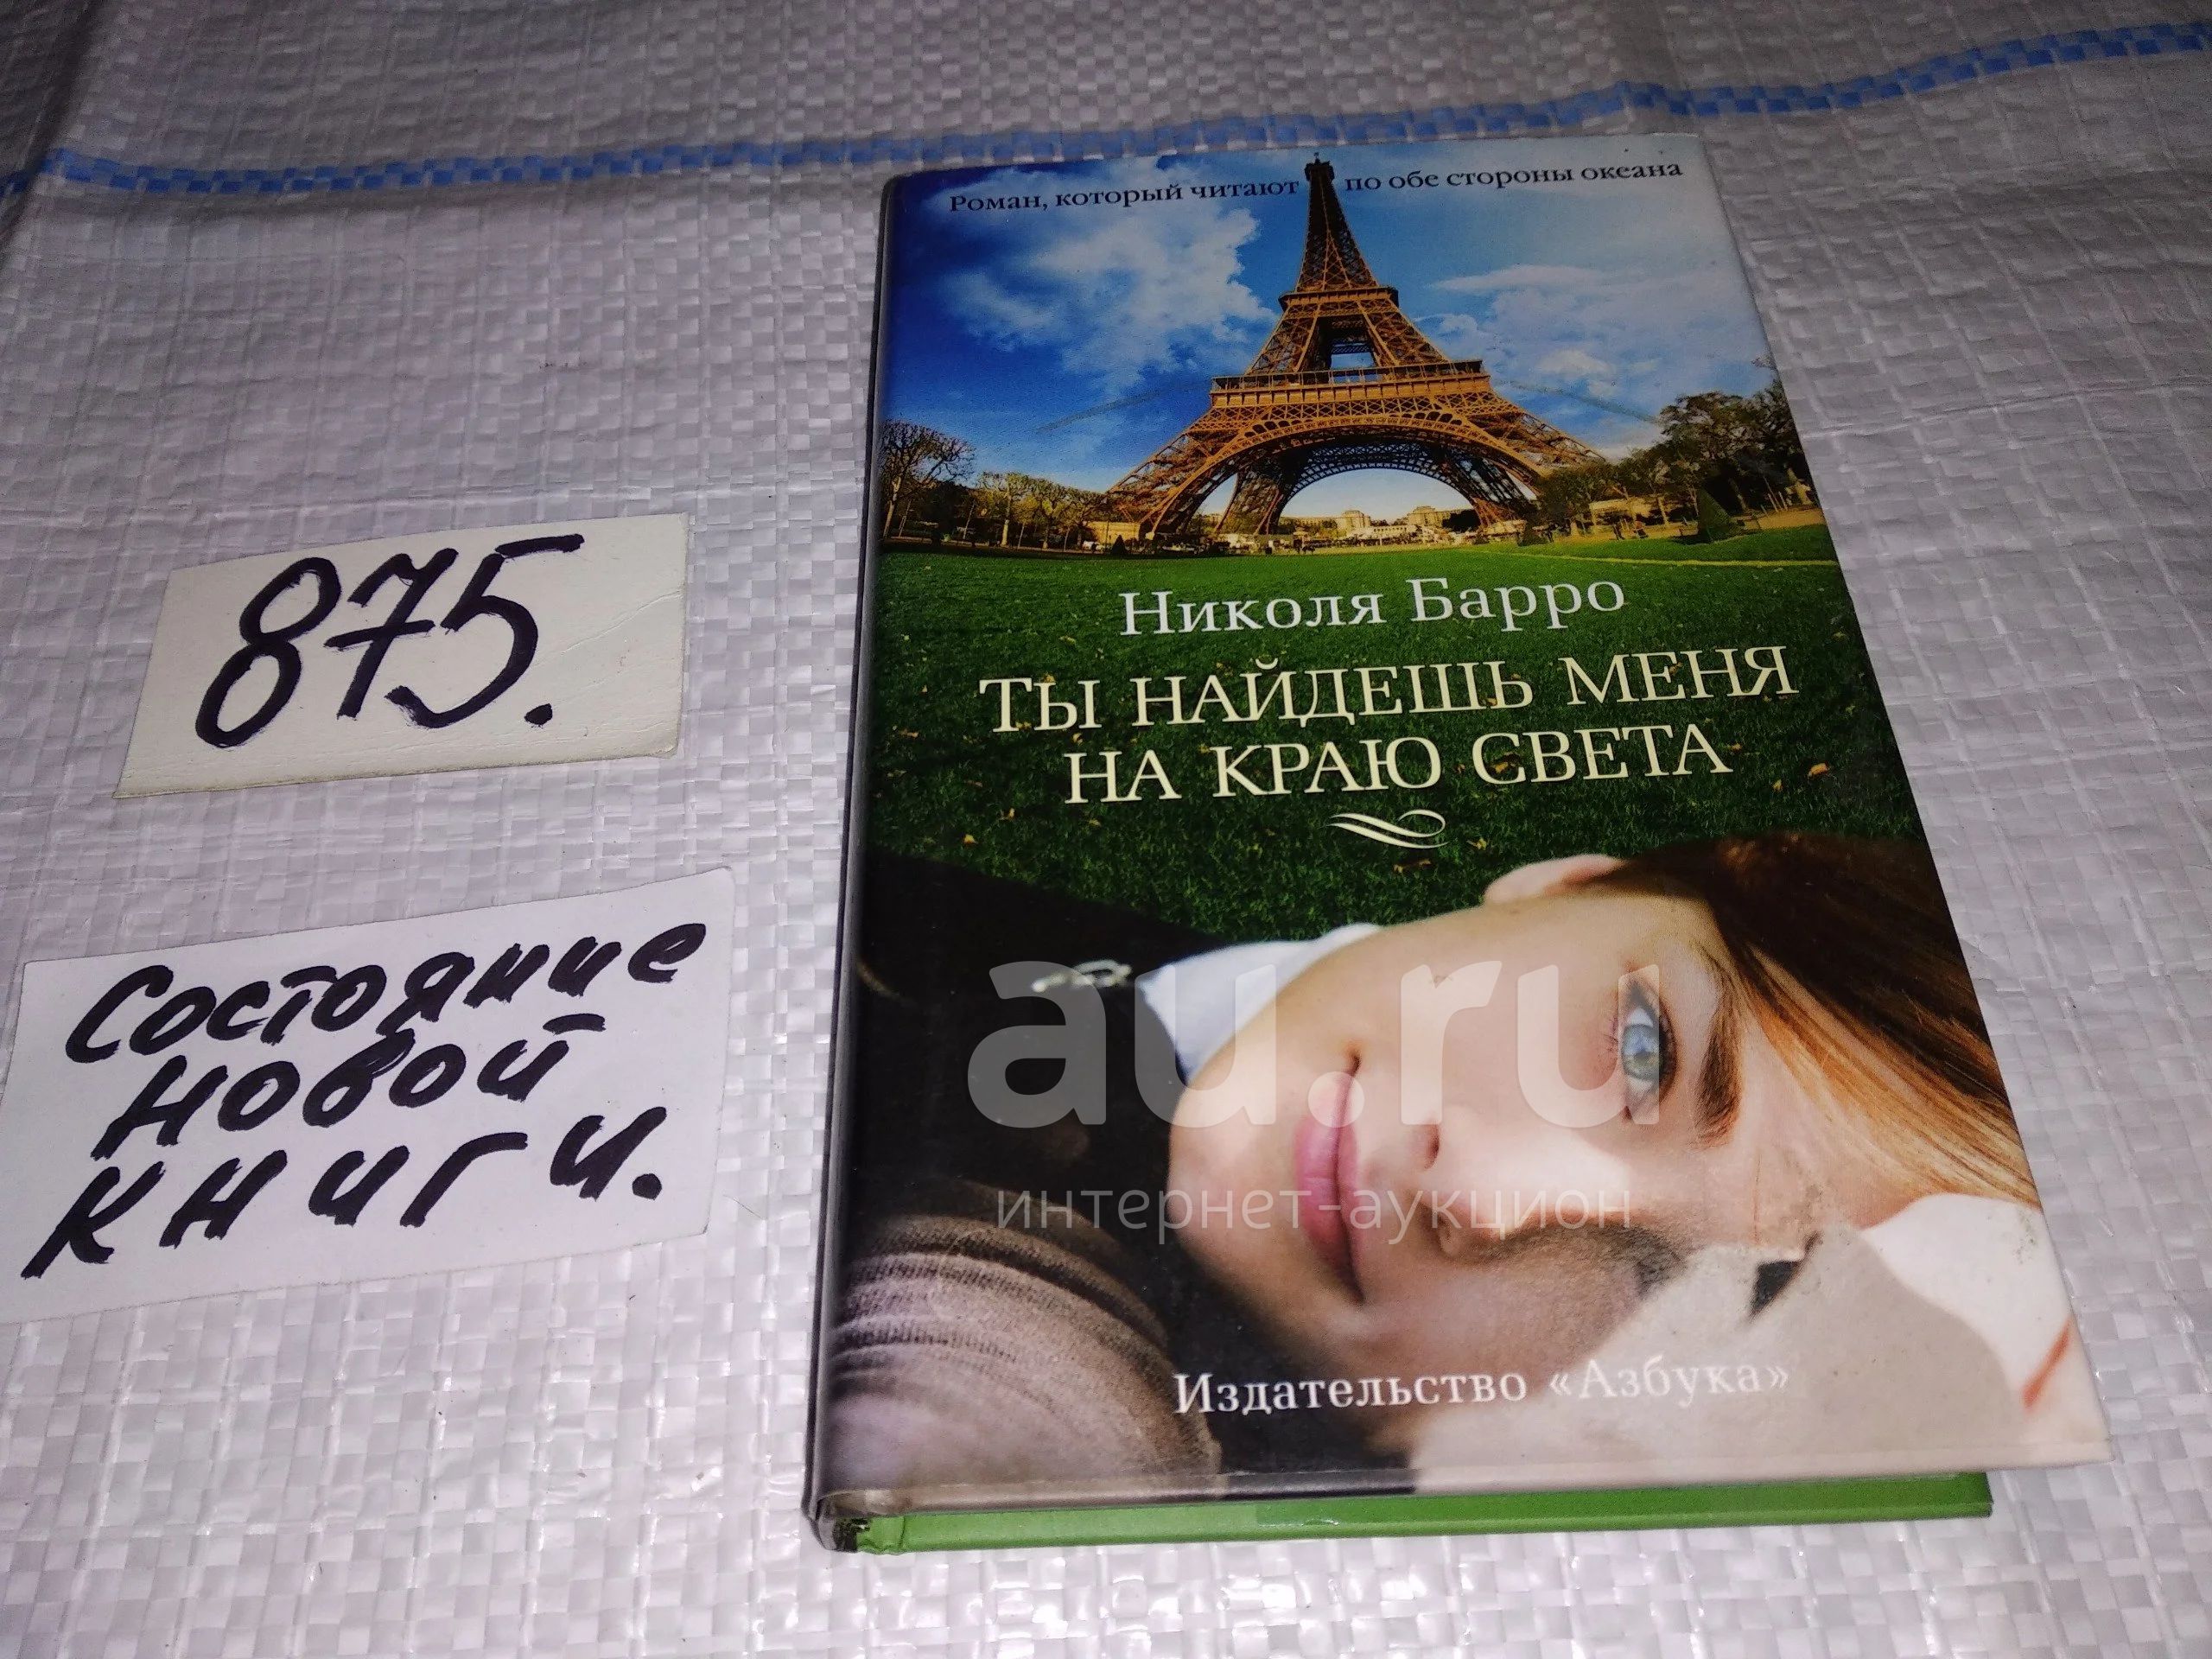 Роман, который читают по обе стороны океана
Николя Барро
Ты найдешь меня
на краю света
Издательство «Азбука»
875.
Состояние
новой
книги.
au.ru
интернет-аукцион